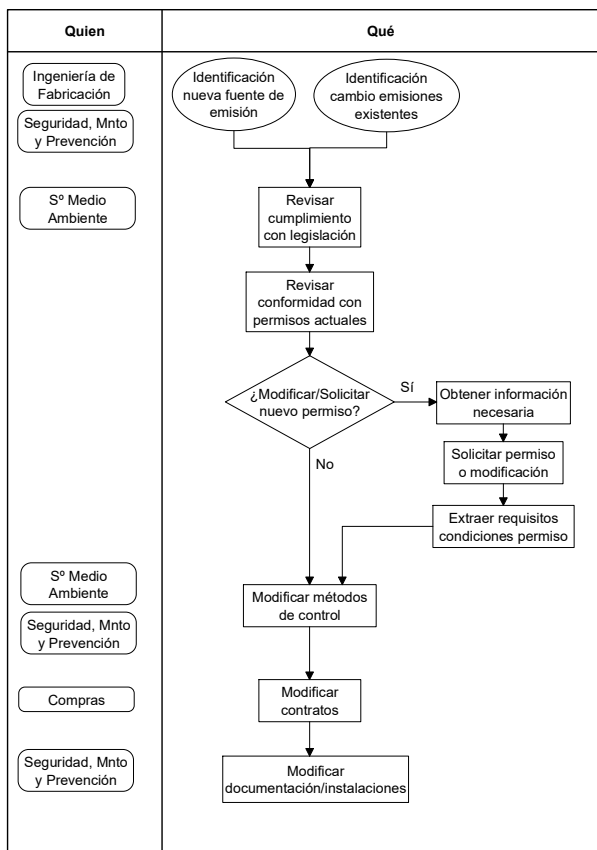 Quien
Qué
Ingeniería de
Fabricación
Identificación
nueva fuente de
emisión
Identificación
cambio emisiones
existentes
Seguridad, Mnto
y Prevención
Sº Medio
Ambiente
Revisar
cumplimiento
con legislación
Revisar
conformidad con
permisos actuales
¿Modificar/Solicitar
nuevo permiso?
Sí
Obtener información
necesaria
No
Solicitar permiso
o modificación
Extraer requisitos
condiciones permiso
Sº Medio
Ambiente
Modificar métodos
de control
Seguridad, Mnto
y Prevención
Compras
Modificar
contratos
Seguridad, Mnto
y Prevención
Modificar
documentación/instalaciones